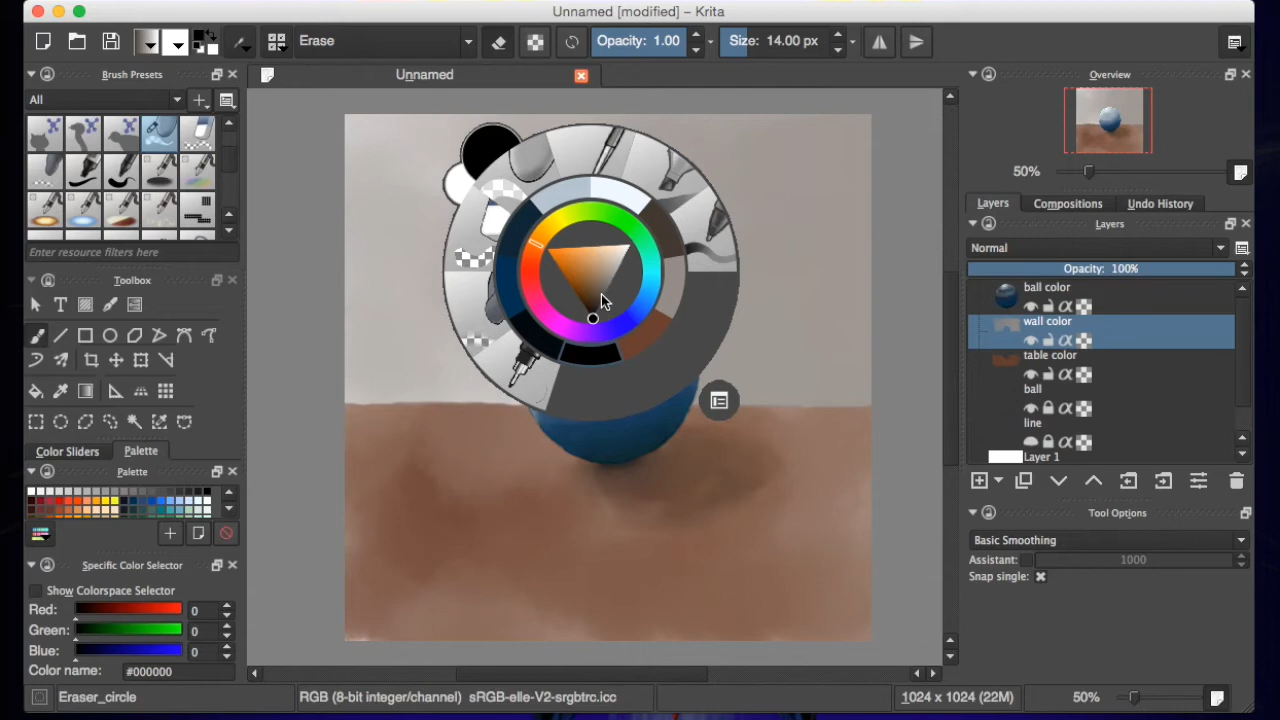 Unnamed [modified] – Krita
Erase
Opacity: 1.00
Size: 14.00 px
Brush Presets
Unnamed
Overview
All
50%
Layers
Compositions
Undo History
Layers
Enter resource filters here
Normal
Toolbox
Opacity: 100%
ball color
wall color
table color
ball
line
Color Sliders
Palette
Layer 1
Palette
Tool Options
Basic Smoothing
Assistant:
1000
Specific Color Selector
Snap single:
Show Colorspace Selector
Red:
0
Green:
0
Blue:
0
Color name:
#000000
Eraser_circle
RGB (8-bit integer/channel) sRGB-elle-V2-srgbtrc.icc
1024 x 1024 (22M)
50%